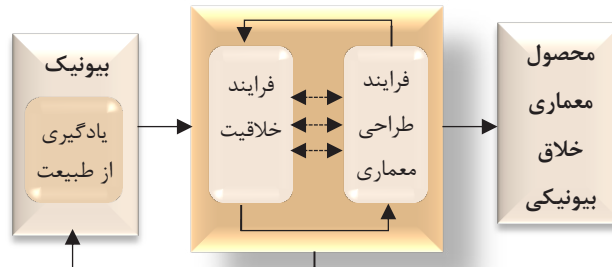 بیونیک
یادگیری
از طبیعت
فرایند
خلاقیت
فرایند
طراحی
معماری
محصول
معماری
خلاق
بیونیکی